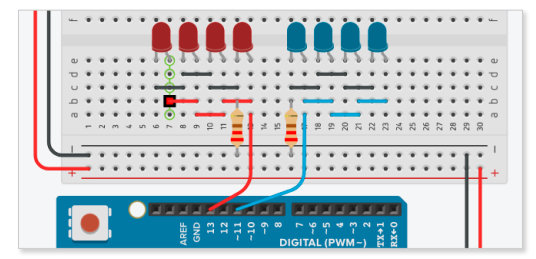 f f
e e
d d
c c
b b
a a
1 2 3 4 5 6 7 8 9 10 11 12 13 14 15 16 17 18 19 20 21 22 23 24 25 26 27 28 29 30
− −
+ +
AREF
GND
13
12
~11
~10
~9
8
7
~6
~5
4
~3
2
TX→1
RX←0
DIGITAL (PWM~)